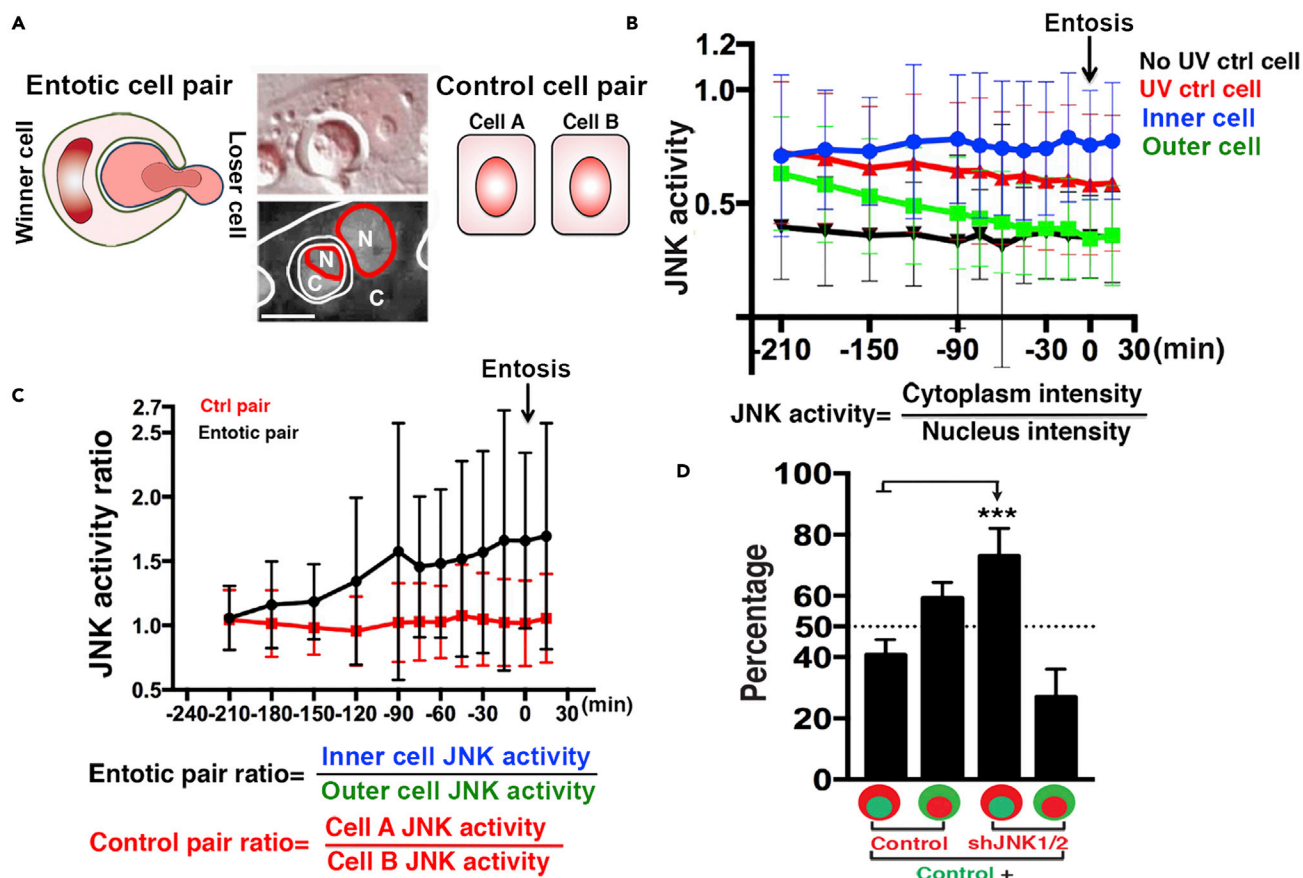 A
Entotic cell pair
Winner cell
Loser cell
N
N
C
C
Control cell pair
Cell A
Cell B
B
Entosis
No UV ctrl cell
UV ctrl cell
Inner cell
Outer cell
JNK activity
1.2
1.0
0.5
-210
-150
-90
-30
0
30
(min)
JNK activity=
Cytoplasm intensity
Nucleus intensity
C
Entosis
Ctrl pair
Entotic pair
JNK activity ratio
2.7
2.5
2.0
1.5
1.0
0.5
-240
-210
-180
-150
-120
-90
-60
-30
0
30
(min)
Entotic pair ratio=
Inner cell JNK activity
Outer cell JNK activity
Control pair ratio=
Cell A JNK activity
Cell B JNK activity
D
***
Percentage
100
80
60
50
40
20
0
Control
shJNK1/2
Control +